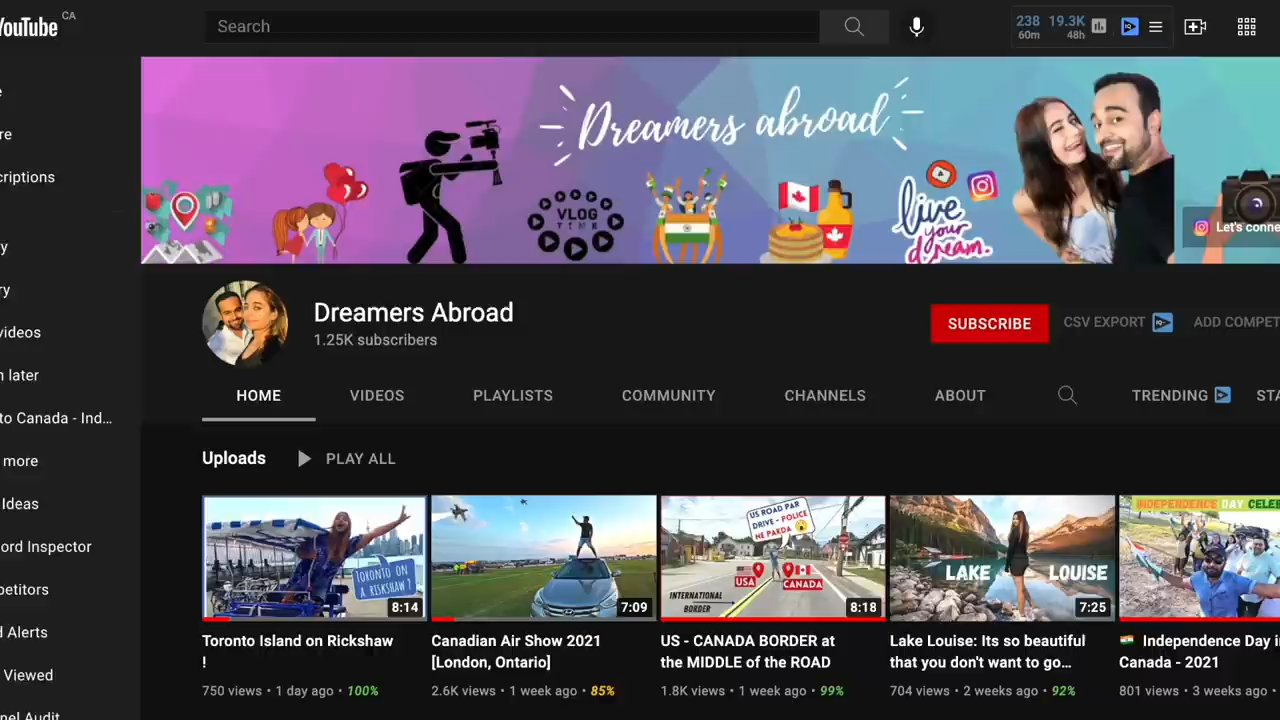 YouTube CA
Search
238 19.3K
60m 48h
Dreamers abroad
VLOG
TIME
live
your
dream.
Let's conne
Dreamers Abroad
1.25K subscribers
SUBSCRIBE
CSV EXPORT
ADD COMPET
HOME VIDEOS PLAYLISTS COMMUNITY CHANNELS ABOUT TRENDING STA
re
criptions
y
ry
videos
n later
to Canada - Ind...
more
Ideas
ord Inspector
petitors
d Alerts
Viewed
nel Audit
Uploads PLAY ALL
TORONTO ON
A RIKSHAW ?
8:14
7:09
US ROAD PAR
DRIVE - POLICE
NE PAKDA
USA
CANADA
INTERNATIONAL
BORDER
8:18
LAKE LOUISE
7:25
INDEPENDENCE DAY CELEB
Toronto Island on Rickshaw
!
750 views • 1 day ago • 100%
Canadian Air Show 2021
[London, Ontario]
2.6K views • 1 week ago • 85%
US - CANADA BORDER at
the MIDDLE of the ROAD
1.8K views • 1 week ago • 99%
Lake Louise: Its so beautiful
that you don't want to go...
704 views • 2 weeks ago • 92%
Independence Day i
Canada - 2021
801 views • 3 weeks ago •